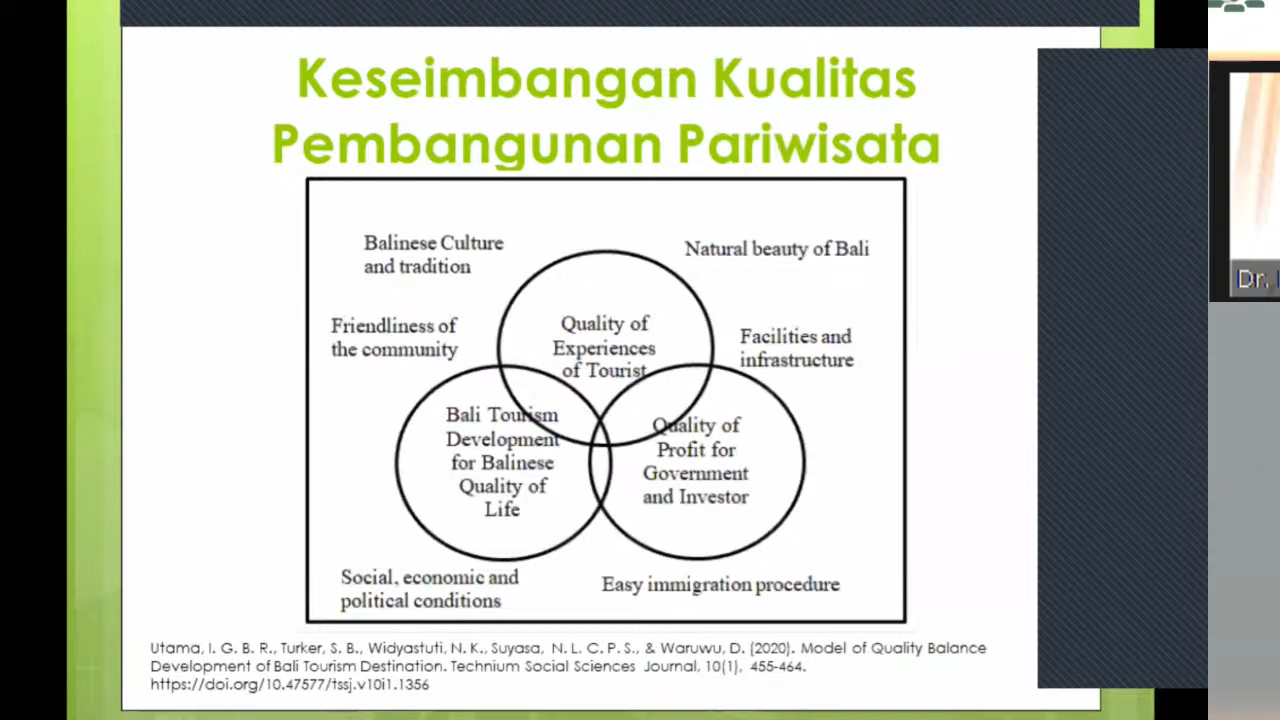 Keseimbangan Kualitas
Pembangunan Pariwisata
Balinese Culture
and tradition
Natural beauty of Bali
Friendliness of
the community
Quality of
Experiences
of Tourist
Facilities and
infrastructure
Bali Tourism
Development
for Balinese
Quality of
Life
Quality of
Profit for
Government
and Investor
Social, economic and
political conditions
Easy immigration procedure
Utama, I. G. B. R., Turker, S. B., Widyastuti, N. K., Suyasa, N. L. C. P. S., & Waruwu, D. (2020). Model of Quality Balance
Development of Bali Tourism Destination. Technium Social Sciences Journal, 10(1), 455-464.
https://doi.org/10.47577/tssj.v10i1.1356
Dr.